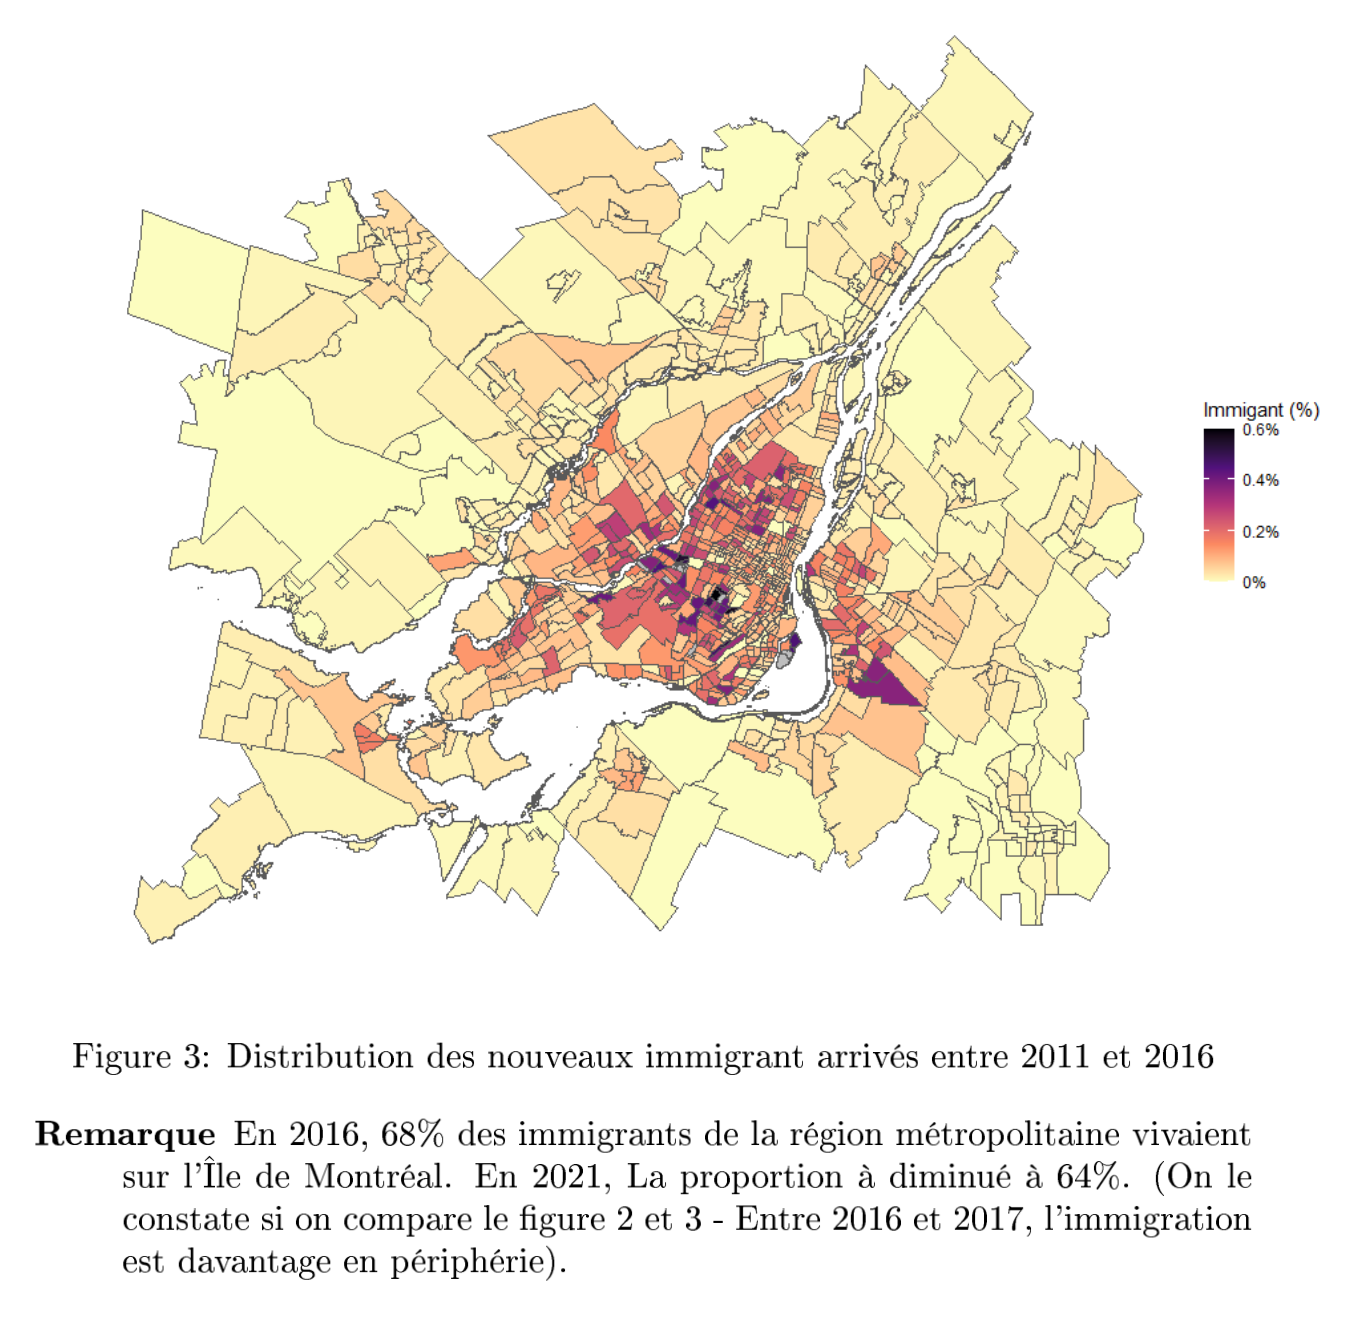 Immigant (%)
0.6%
0.4%
0.2%
0%
Figure 3: Distribution des nouveaux immigrant arrivés entre 2011 et 2016
Remarque En 2016, 68% des immigrants de la région métropolitaine vivaient
sur l'Île de Montréal. En 2021, La proportion à diminué à 64%. (On le
constate si on compare le figure 2 et 3 - Entre 2016 et 2017, l'immigration
est davantage en périphérie).